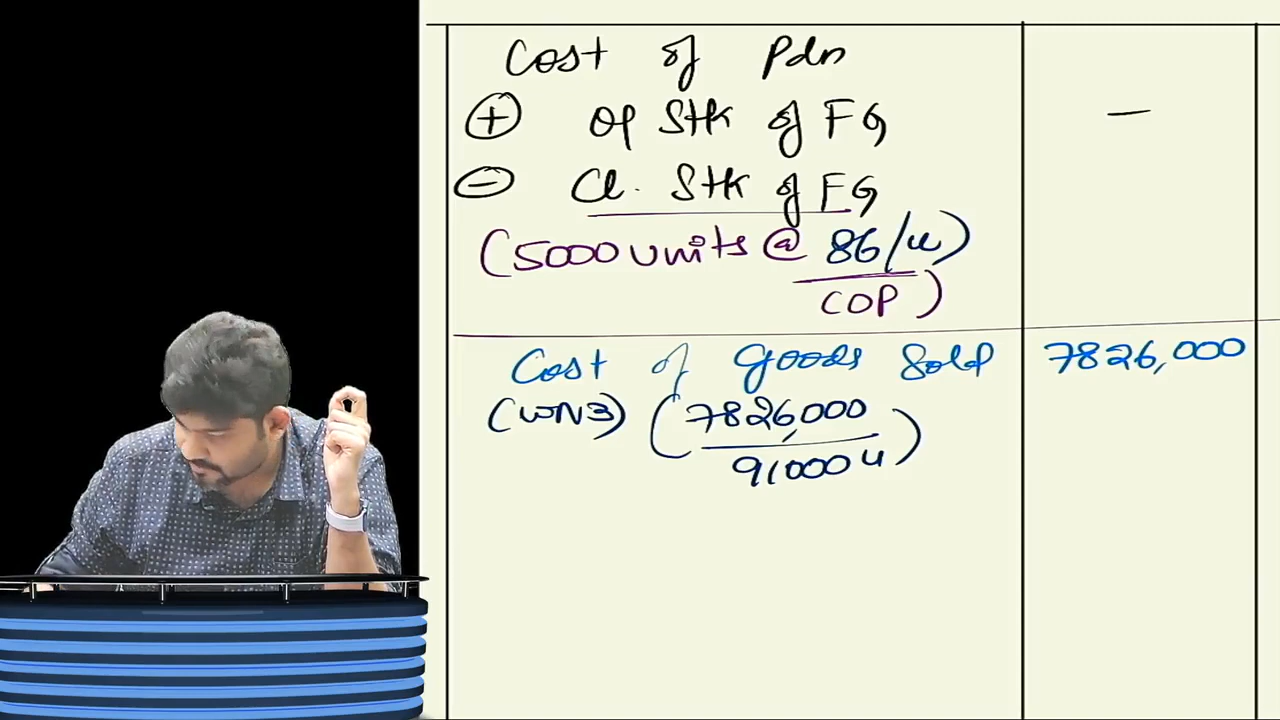 Cost of Pdn
+ Op Stk of FG —
- Cl. Stk of FG
(5000 units @ 86/u)
COP)
Cost of goods Sold 7826,000
(WN3) (7826,000
91000 u)